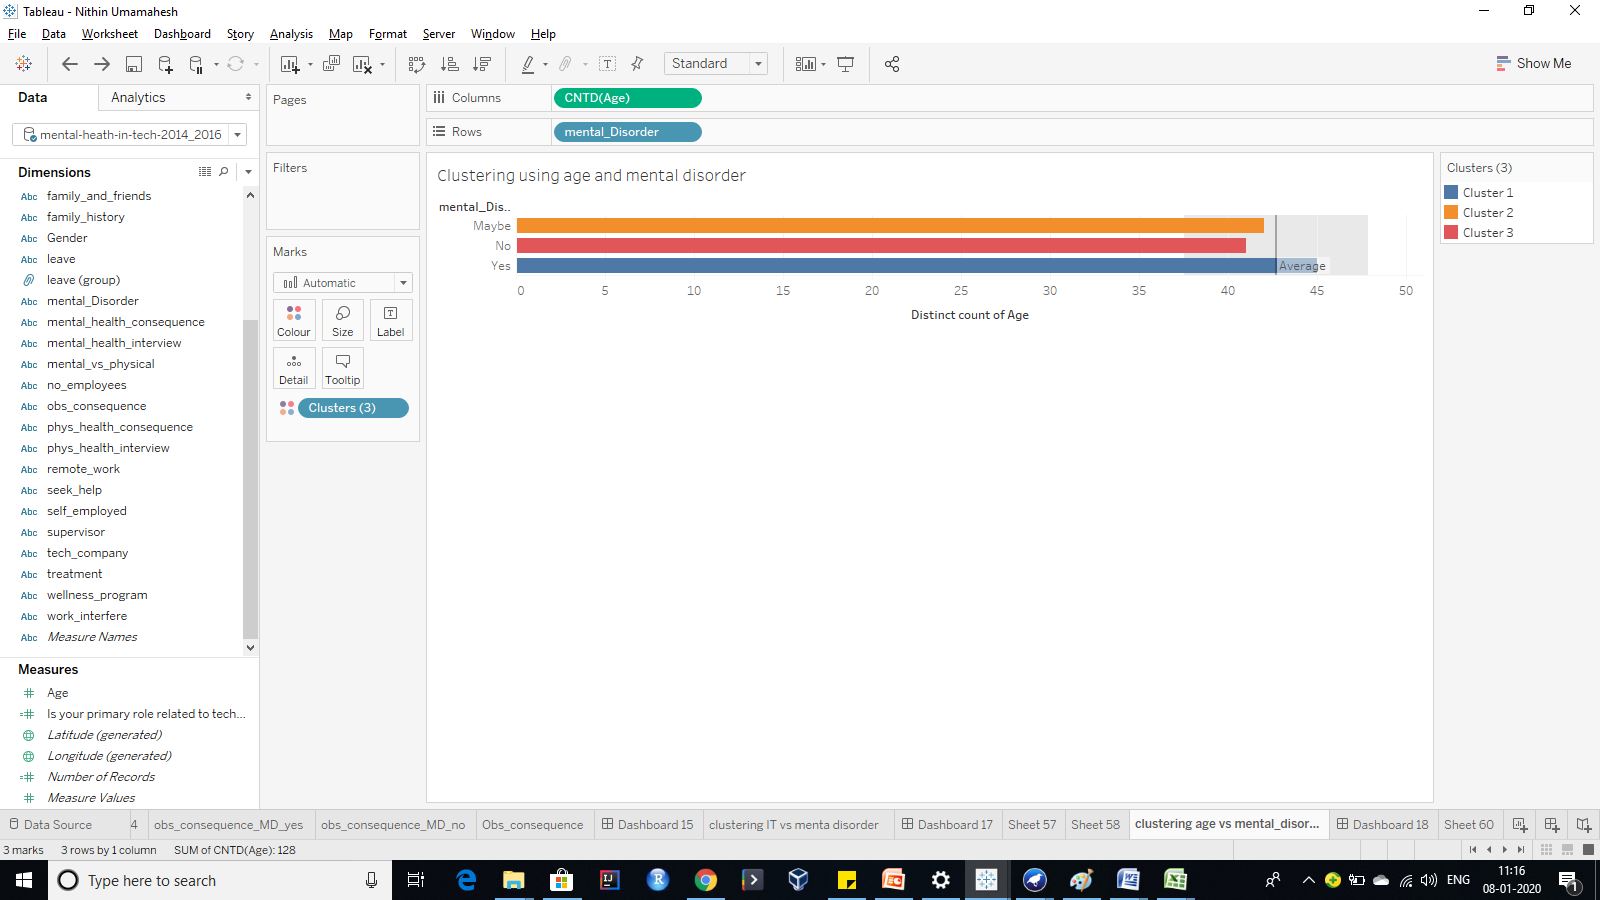 Tableau - Nithin Umamahesh
File Data Worksheet Dashboard Story Analysis Map Format Server Window Help
Standard
Show Me
Data Analytics
mental-heath-in-tech-2014_2016
Dimensions
Abc family_and_friends
Abc family_history
Abc Gender
Abc leave
leave (group)
Abc mental_Disorder
Abc mental_health_consequence
Abc mental_health_interview
Abc mental_vs_physical
Abc no_employees
Abc obs_consequence
Abc phys_health_consequence
Abc phys_health_interview
Abc remote_work
Abc seek_help
Abc self_employed
Abc supervisor
Abc tech_company
Abc treatment
Abc wellness_program
Abc work_interfere
Abc Measure Names
Measures
# Age
=# Is your primary role related to tech...
Latitude (generated)
Longitude (generated)
=# Number of Records
# Measure Values
Pages
Filters
Marks
Automatic
Colour Size Label
Detail Tooltip
Clusters (3)
Columns CNTD(Age)
Rows mental_Disorder
Clustering using age and mental disorder
mental_Dis..
Maybe
No
Yes
Average
0 5 10 15 20 25 30 35 40 45 50
Distinct count of Age
Clusters (3)
Cluster 1
Cluster 2
Cluster 3
Data Source 4 obs_consequence_MD_yes obs_consequence_MD_no Obs_consequence Dashboard 15 clustering IT vs menta disorder Dashboard 17 Sheet 57 Sheet 58 clustering age vs mental_disor... Dashboard 18 Sheet 60
3 marks 3 rows by 1 column SUM of CNTD(Age): 128
Type here to search
ENG
11:16
08-01-2020
1